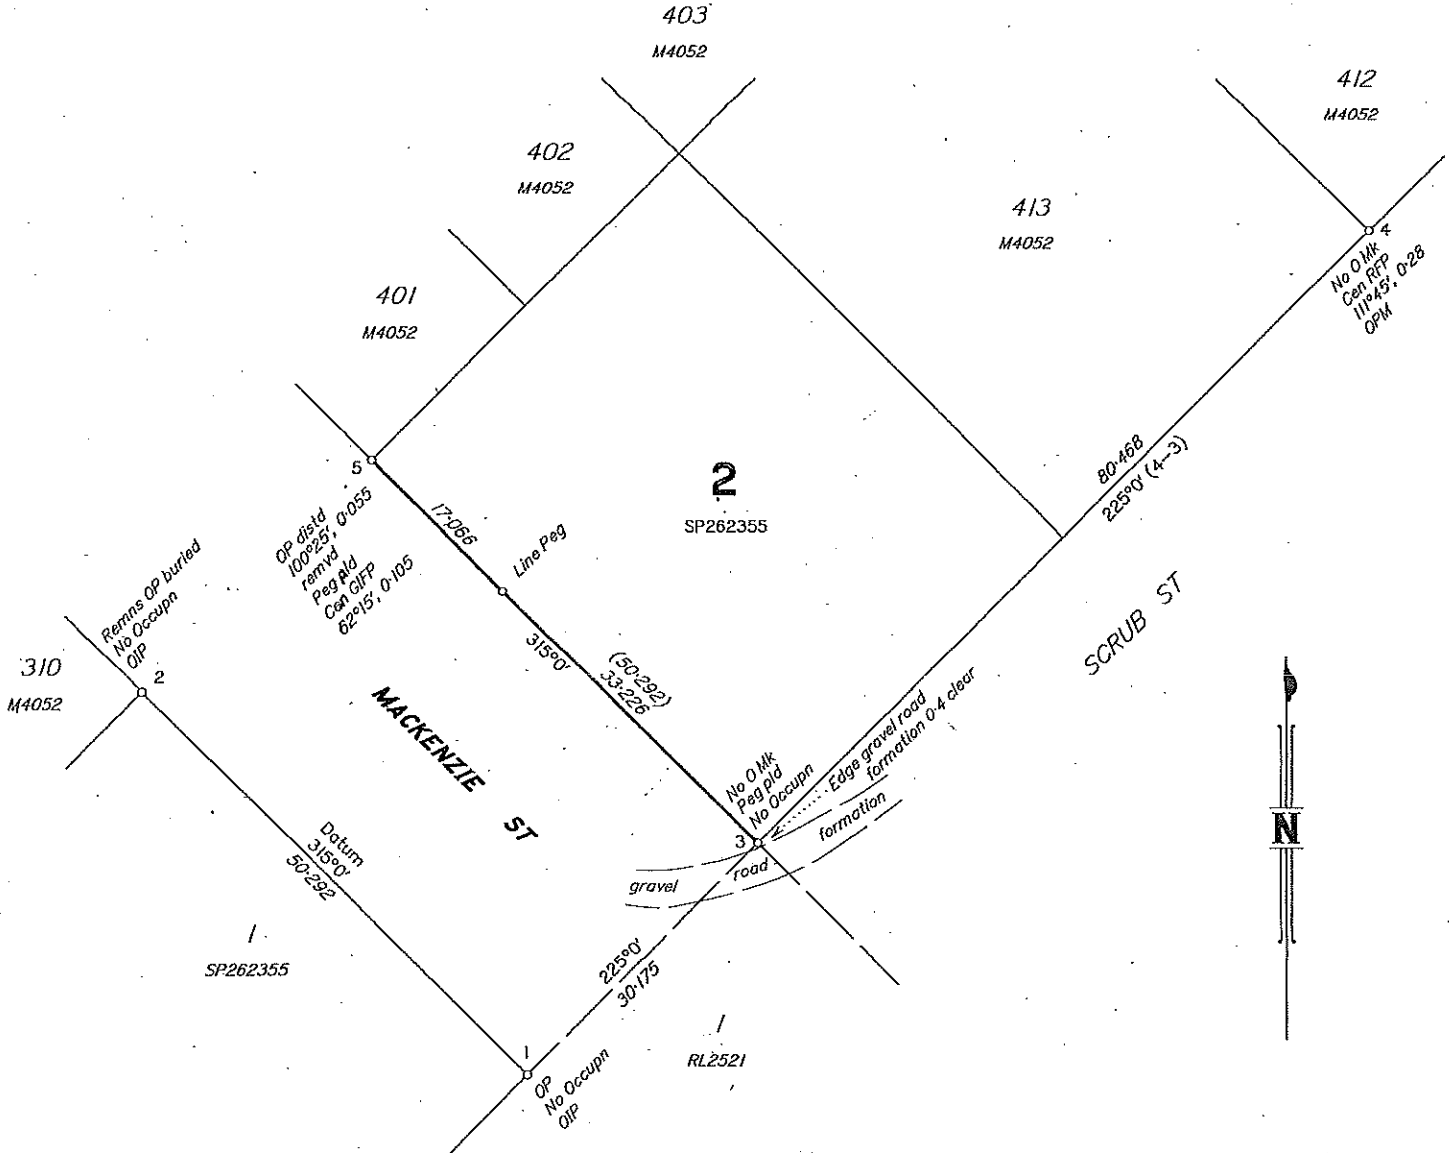 403
M4052
412
M4052
402
M4052
413
M4052
4
No O Mk
Cen RFP
111°45', 0·28
OPM
401
M4052
80·468
225°0' (4—3)
5
OP distd
100°25', 0·055
remvd
Peg pld
Cen GIFP
62°15', 0·105
17·066
Line Peg
2
SP262355
Remns OP buried
No Occupn
OIP
2
310
M4052
315°0'
(50·292)
33·226
SCRUB ST
MACKENZIE ST
No O Mk
Peg pld
No Occupn
3
Edge gravel road
formation 0·4 clear
gravel road formation
N
Datum
315°0'
50·292
1
SP262355
225°0'
30·175
1
RL2521
1
OP
No Occupn
OIP